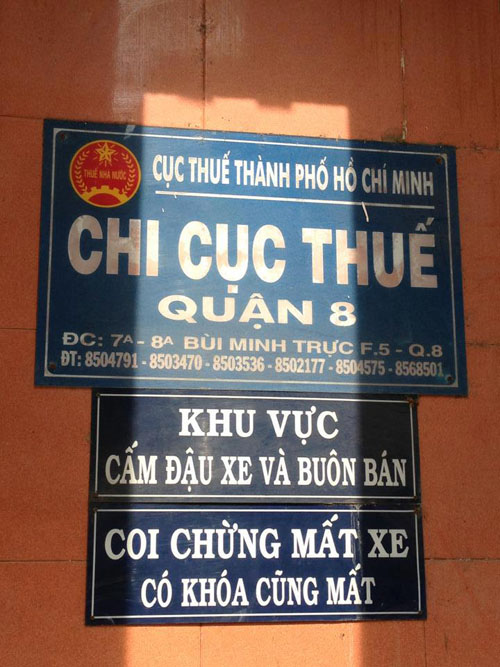 THUẾ NHÀ NƯỚC
CỤC THUẾ THÀNH PHỐ HỒ CHÍ MINH
CHI CỤC THUẾ
QUẬN 8
ĐC: 7A - 8A BÙI MINH TRỰC F.5 - Q.8
ĐT: 8504791 - 8503470 - 8503536 - 8502177 - 8504575 - 8568501
KHU VỰC
CẤM ĐẬU XE VÀ BUÔN BÁN
COI CHỪNG MẤT XE
CÓ KHÓA CŨNG MẤT